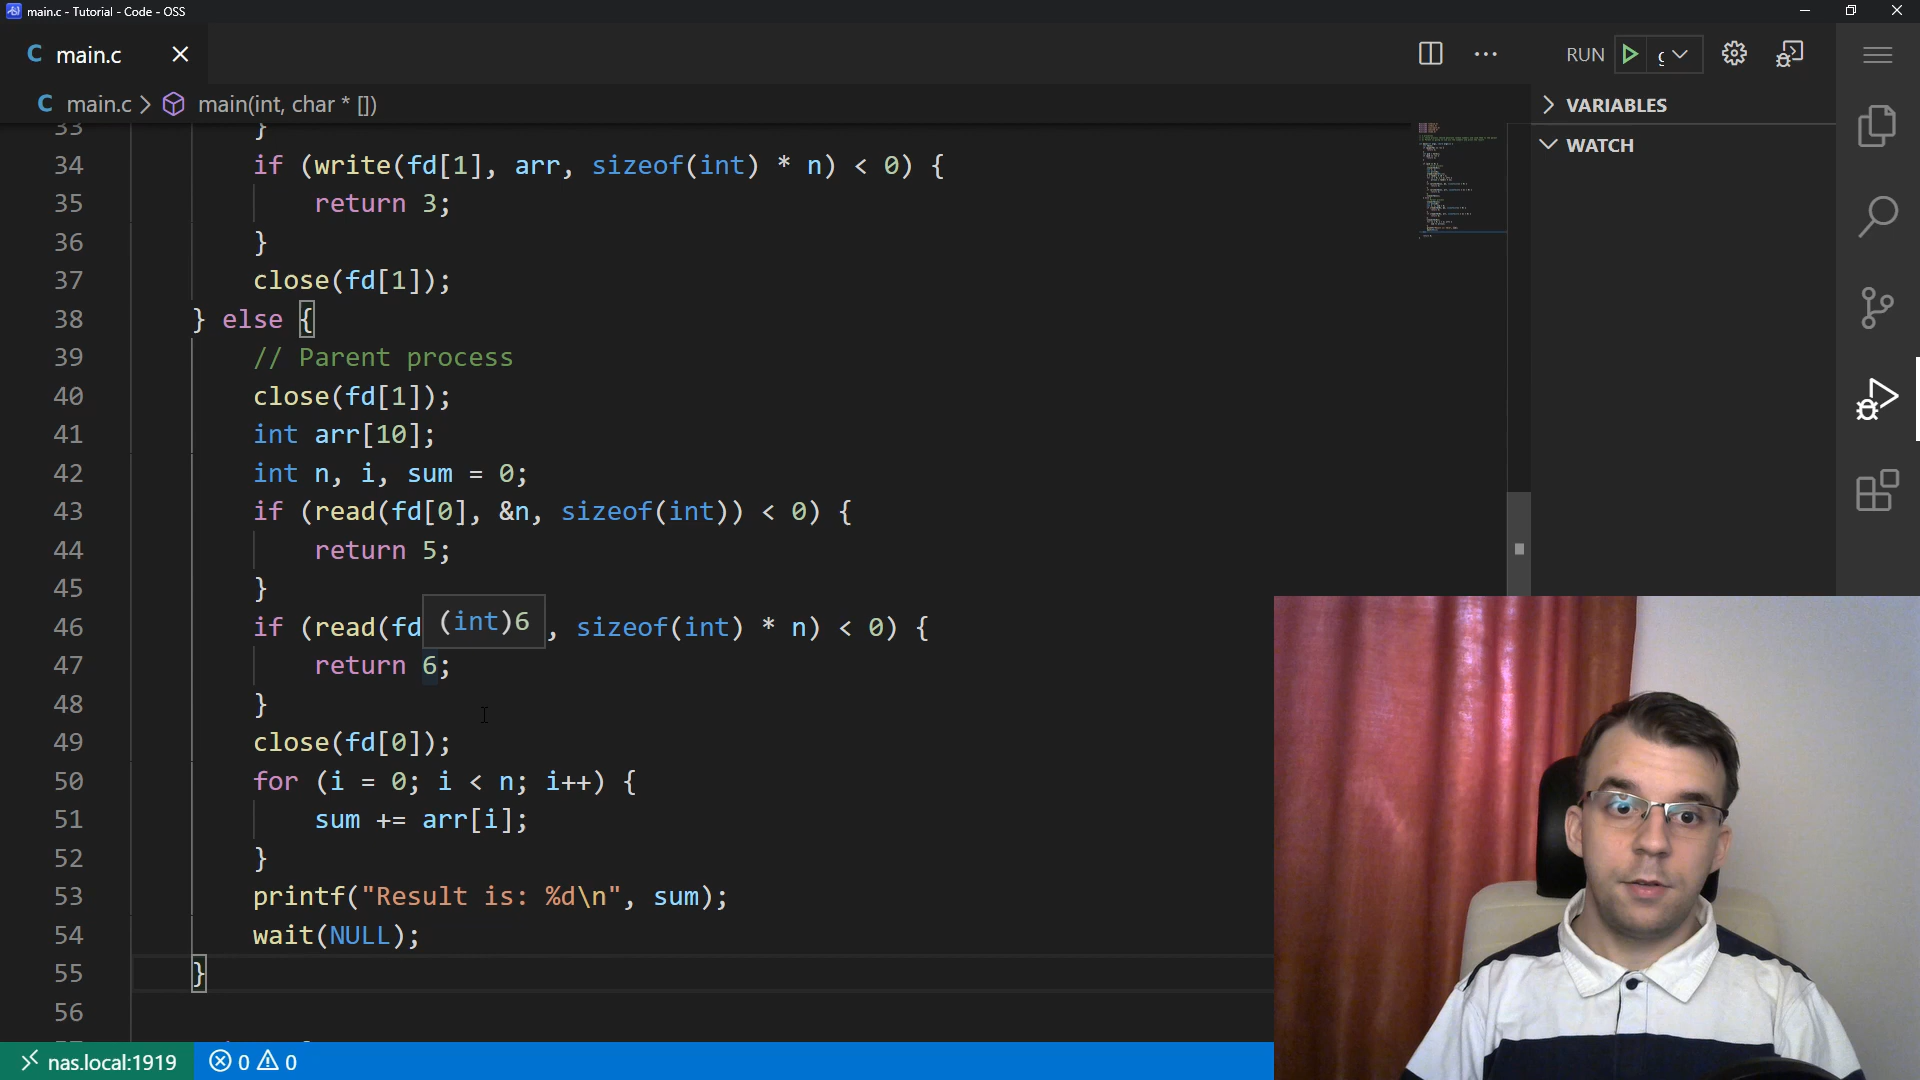 main.c - Tutorial - Code - OSS
C main.c
RUN
C main.c > main(int, char * [])
VARIABLES
WATCH
33 }
34 if (write(fd[1], arr, sizeof(int) * n) < 0) {
35 return 3;
36 }
37 close(fd[1]);
38 } else {
39 // Parent process
40 close(fd[1]);
41 int arr[10];
42 int n, i, sum = 0;
43 if (read(fd[0], &n, sizeof(int)) < 0) {
44 return 5;
45 }
46 if (read(fd (int)6 , sizeof(int) * n) < 0) {
47 return 6;
48 }
49 close(fd[0]);
50 for (i = 0; i < n; i++) {
51 sum += arr[i];
52 }
53 printf("Result is: %d\n", sum);
54 wait(NULL);
55 }
56
nas.local:1919 0 0